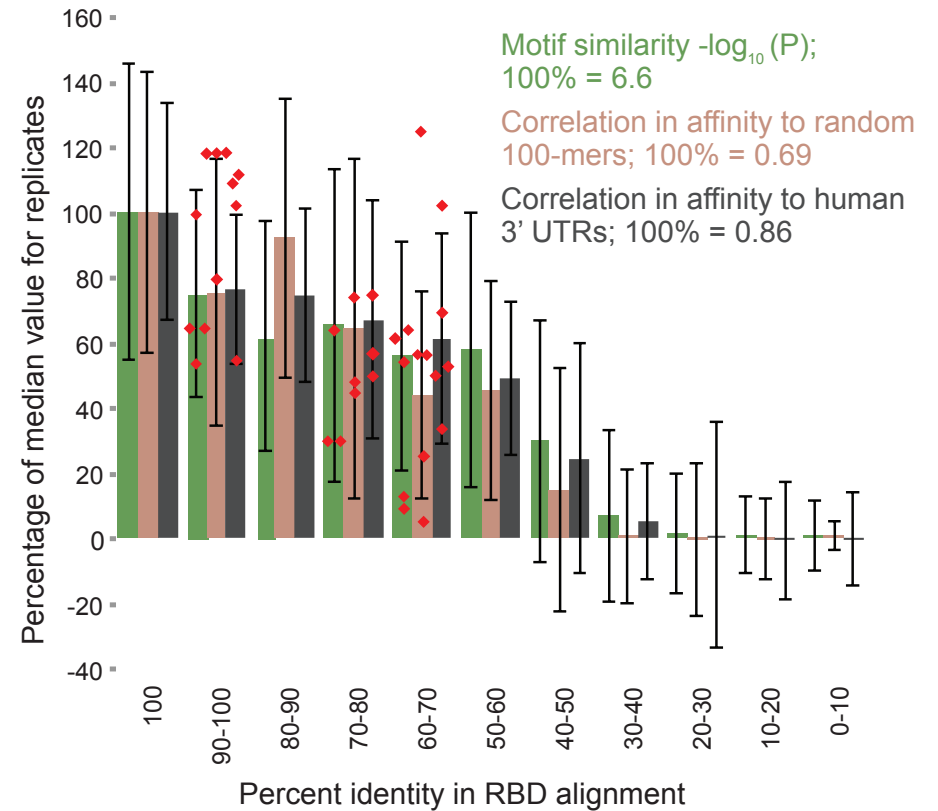 Motif similarity -log₁₀ (P);
100% = 6.6
Correlation in affinity to random
100-mers; 100% = 0.69
Correlation in affinity to human
3’ UTRs; 100% = 0.86
Percentage of median value for replicates
160
140
120
100
80
60
40
20
0
-20
-40
100
90-100
80-90
70-80
60-70
50-60
40-50
30-40
20-30
10-20
0-10
Percent identity in RBD alignment